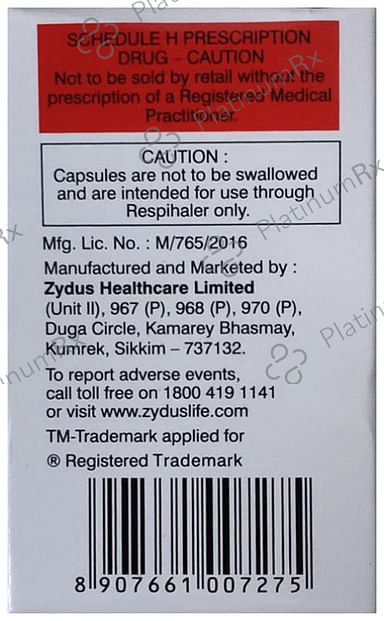 SCHEDULE H PRESCRIPTION
DRUG – CAUTION
Not to be sold by retail without the
prescription of a Registered Medical
Practitioner.
CAUTION :
Capsules are not to be swallowed
and are intended for use through
Respihaler only.
Mfg. Lic. No. : M/765/2016
Manufactured and Marketed by :
Zydus Healthcare Limited
(Unit II), 967 (P), 968 (P), 970 (P),
Duga Circle, Kamarey Bhasmay,
Kumrek, Sikkim – 737132.
To report adverse events,
call toll free on 1800 419 1141
or visit www.zyduslife.com
TM-Trademark applied for
® Registered Trademark
8 907661 007275
PlatinumRx
PlatinumRx
PlatinumRx